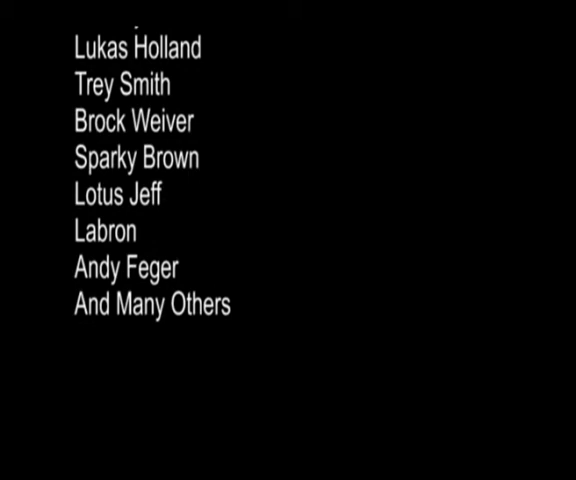 Lukas Holland
Trey Smith
Brock Weiver
Sparky Brown
Lotus Jeff
Labron
Andy Feger
And Many Others